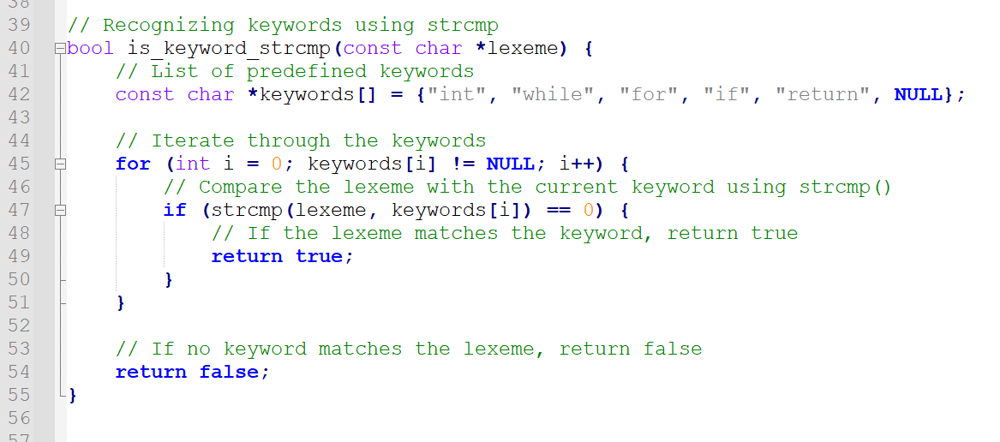 38
39 // Recognizing keywords using strcmp
40 bool is_keyword_strcmp(const char *lexeme) {
41     // List of predefined keywords
42     const char *keywords[] = {"int", "while", "for", "if", "return", NULL};
43
44     // Iterate through the keywords
45     for (int i = 0; keywords[i] != NULL; i++) {
46         // Compare the lexeme with the current keyword using strcmp()
47         if (strcmp(lexeme, keywords[i]) == 0) {
48             // If the lexeme matches the keyword, return true
49             return true;
50         }
51     }
52
53     // If no keyword matches the lexeme, return false
54     return false;
55 }
56
57